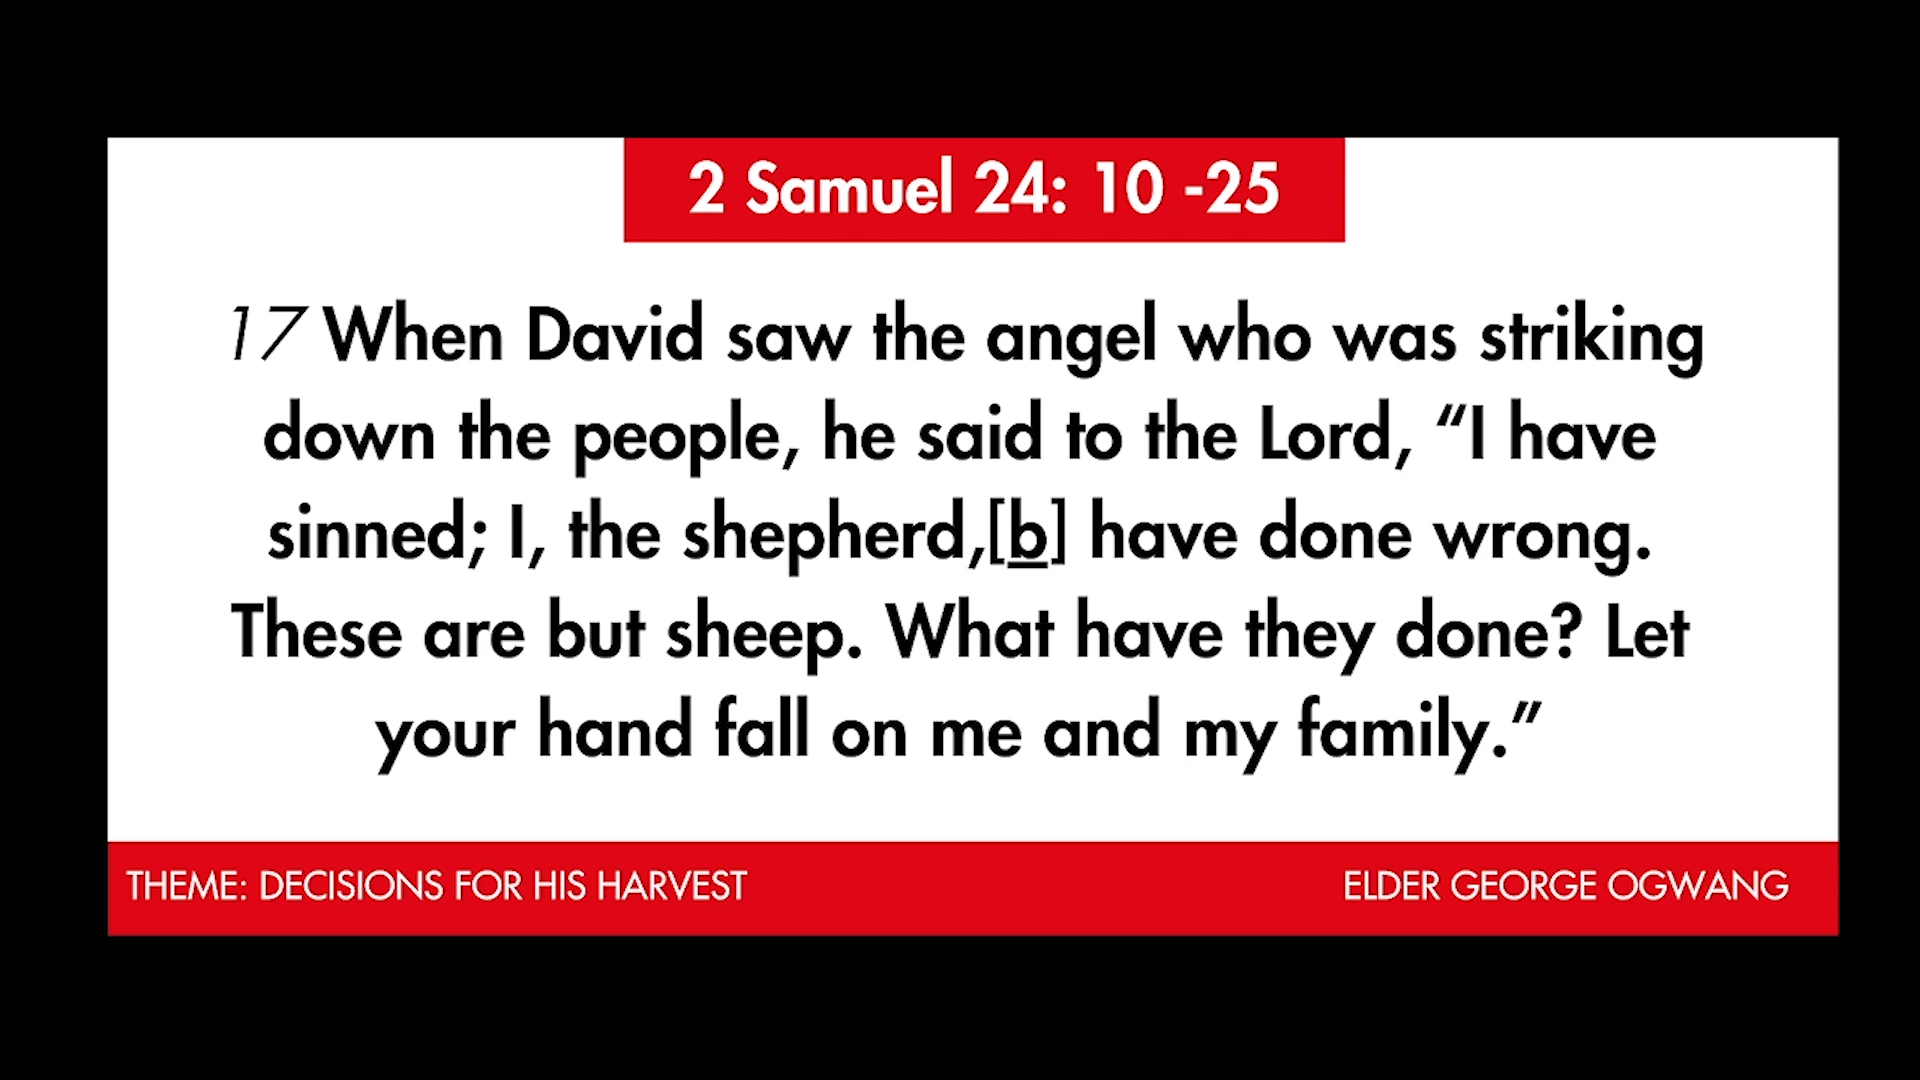 2 Samuel 24: 10 -25
17 When David saw the angel who was striking
down the people, he said to the Lord, “I have
sinned; I, the shepherd,[b] have done wrong.
These are but sheep. What have they done? Let
your hand fall on me and my family.”
THEME: DECISIONS FOR HIS HARVEST
ELDER GEORGE OGWANG